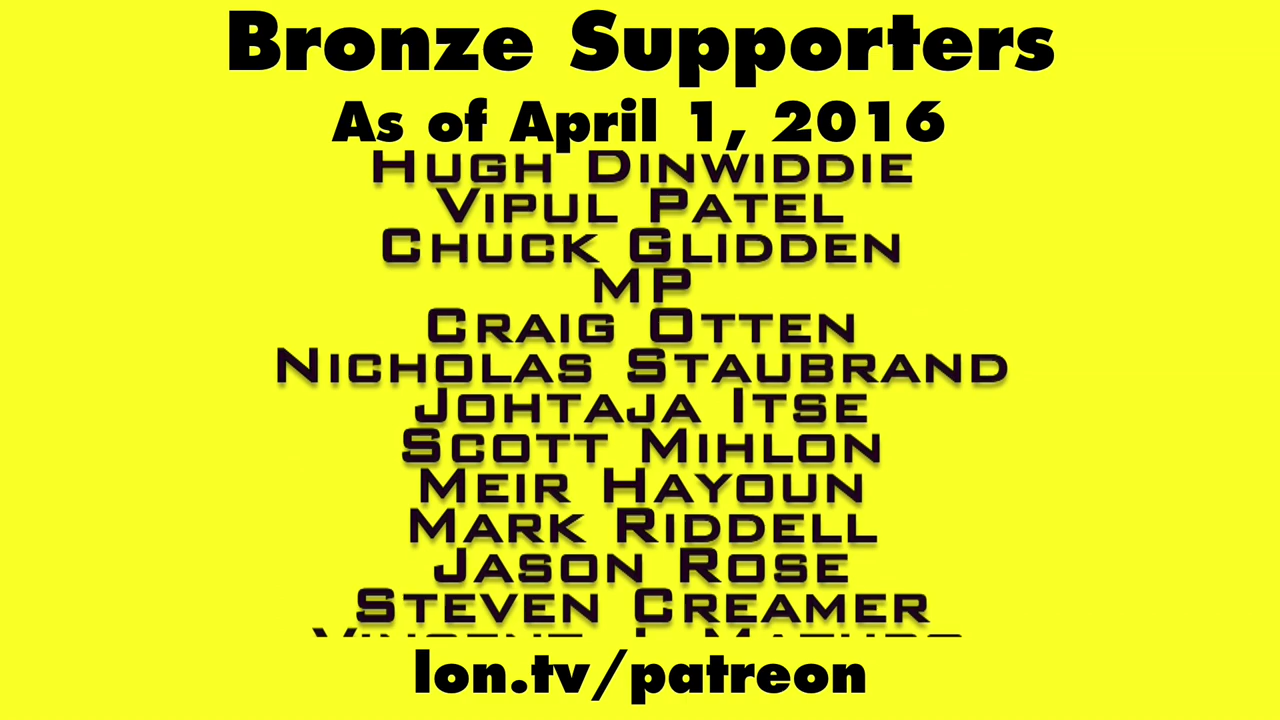 Bronze Supporters
As of April 1, 2016
Hugh Dinwiddie
Vipul Patel
Chuck Glidden
MP
Craig Otten
Nicholas Staubrand
Johtaja Itse
Scott Mihlon
Meir Hayoun
Mark Riddell
Jason Rose
Steven Creamer
lon.tv/patreon